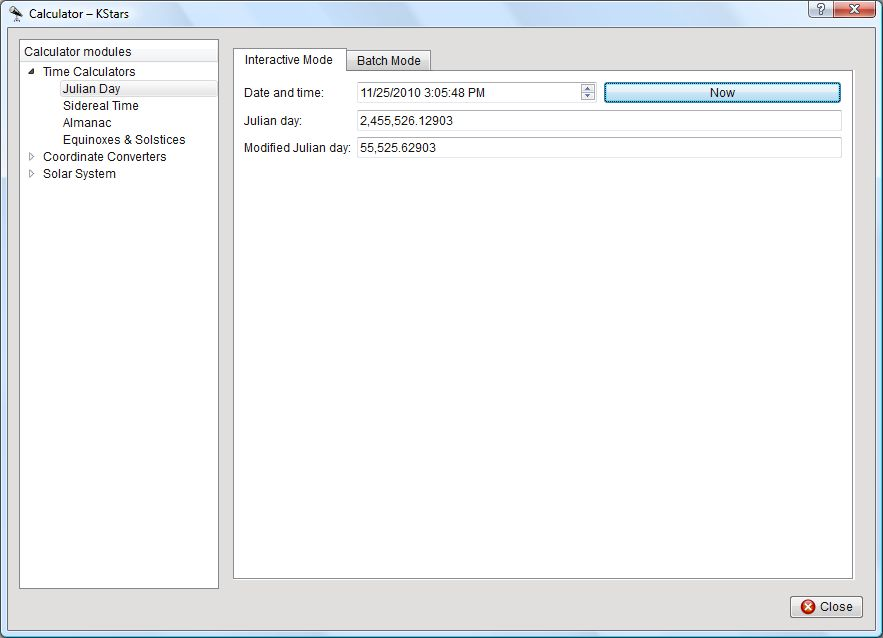 Calculator – KStars
Calculator modules
Time Calculators
Julian Day
Sidereal Time
Almanac
Equinoxes & Solstices
Coordinate Converters
Solar System
Interactive Mode
Batch Mode
Date and time: 11/25/2010 3:05:48 PM Now
Julian day: 2,455,526.12903
Modified Julian day: 55,525.62903
Close